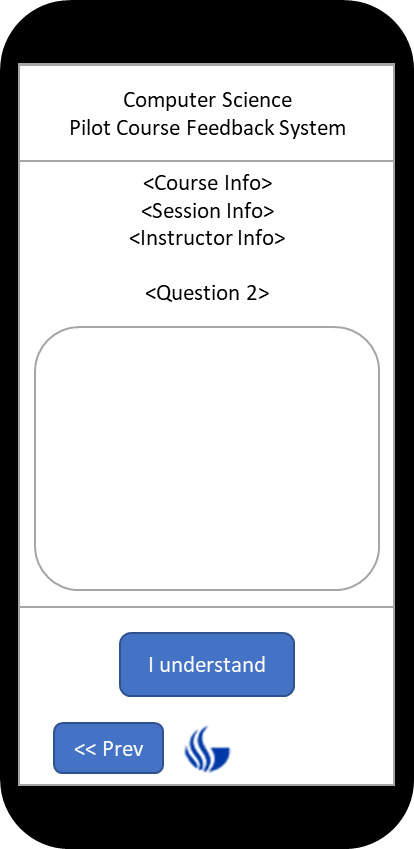 Computer Science
Pilot Course Feedback System
<Course Info>
<Session Info>
<Instructor Info>
<Question 2>
I understand
<< Prev